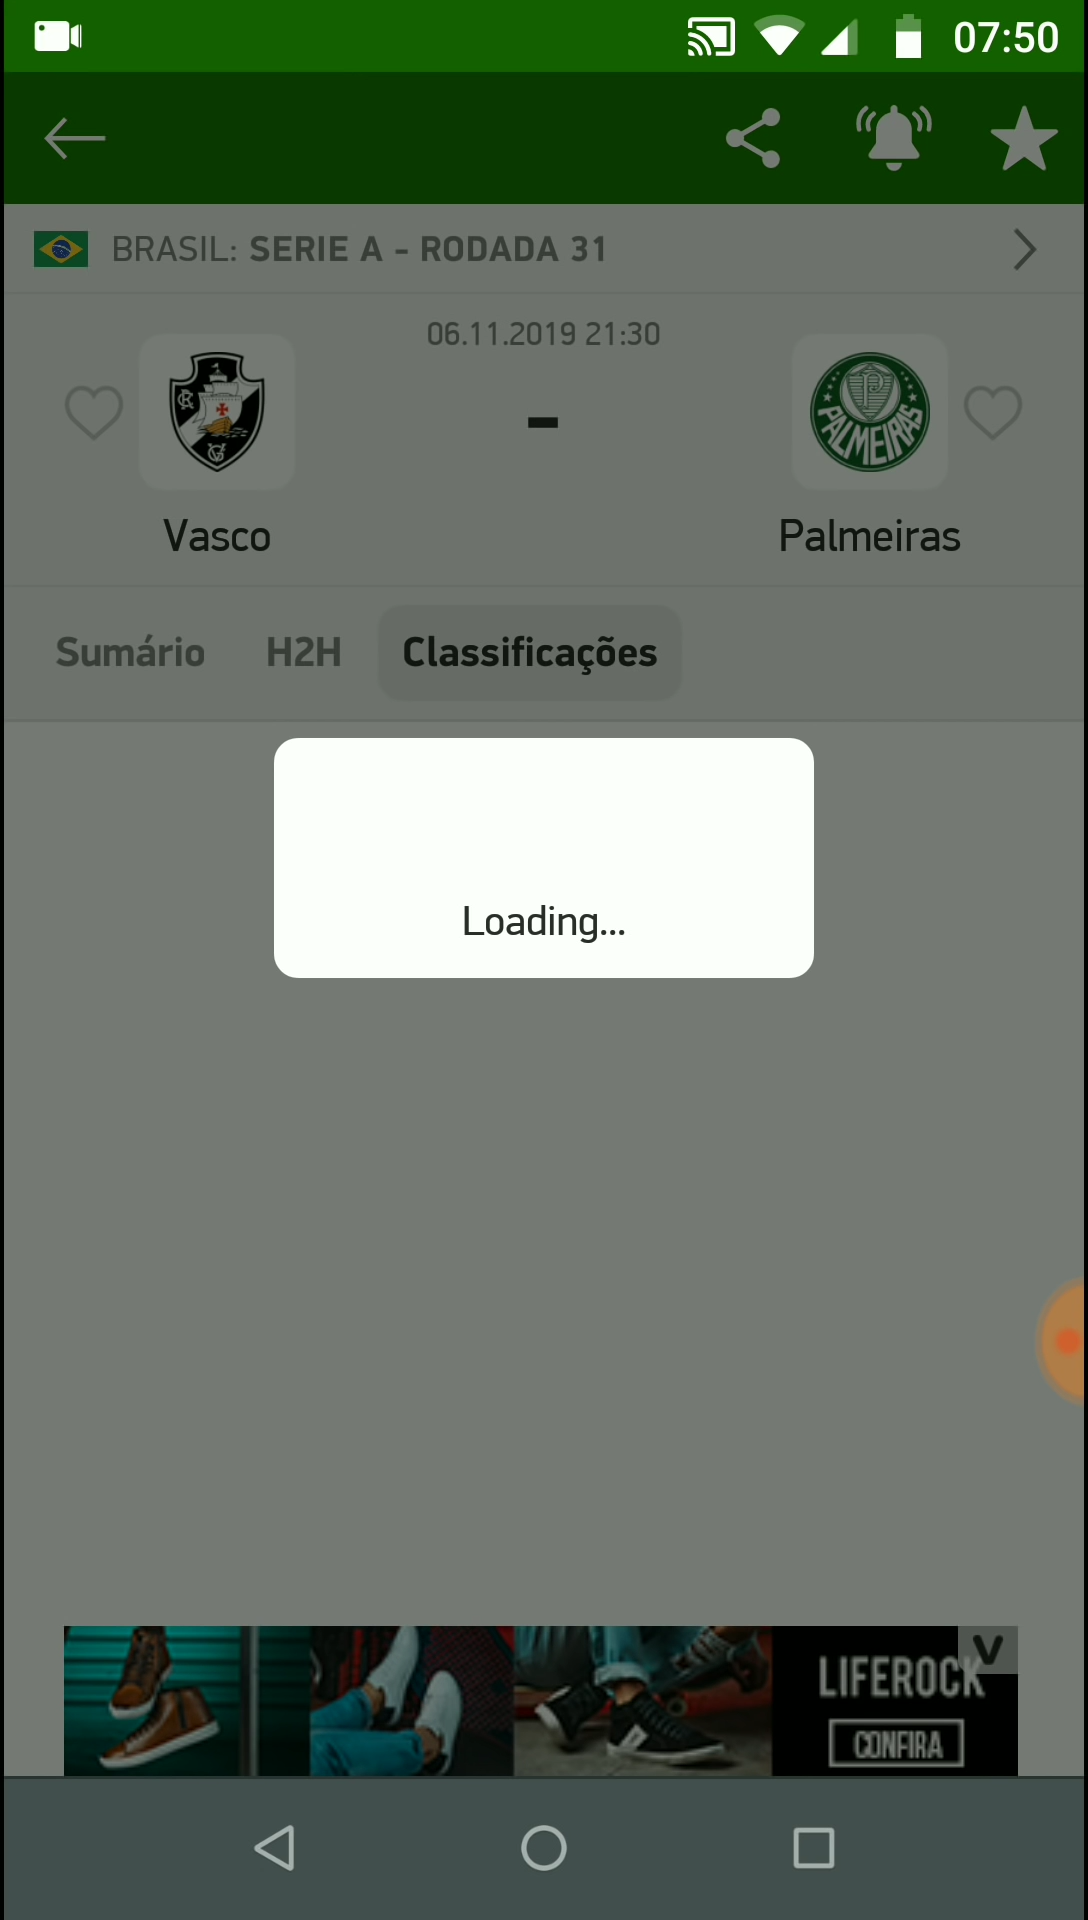 07:50
BRASIL: SERIE A - RODADA 31
06.11.2019 21:30
-
PALMEIRAS
Vasco
Palmeiras
Sumário H2H Classificações
Loading...
LIFEROCK
V
CONFIRA